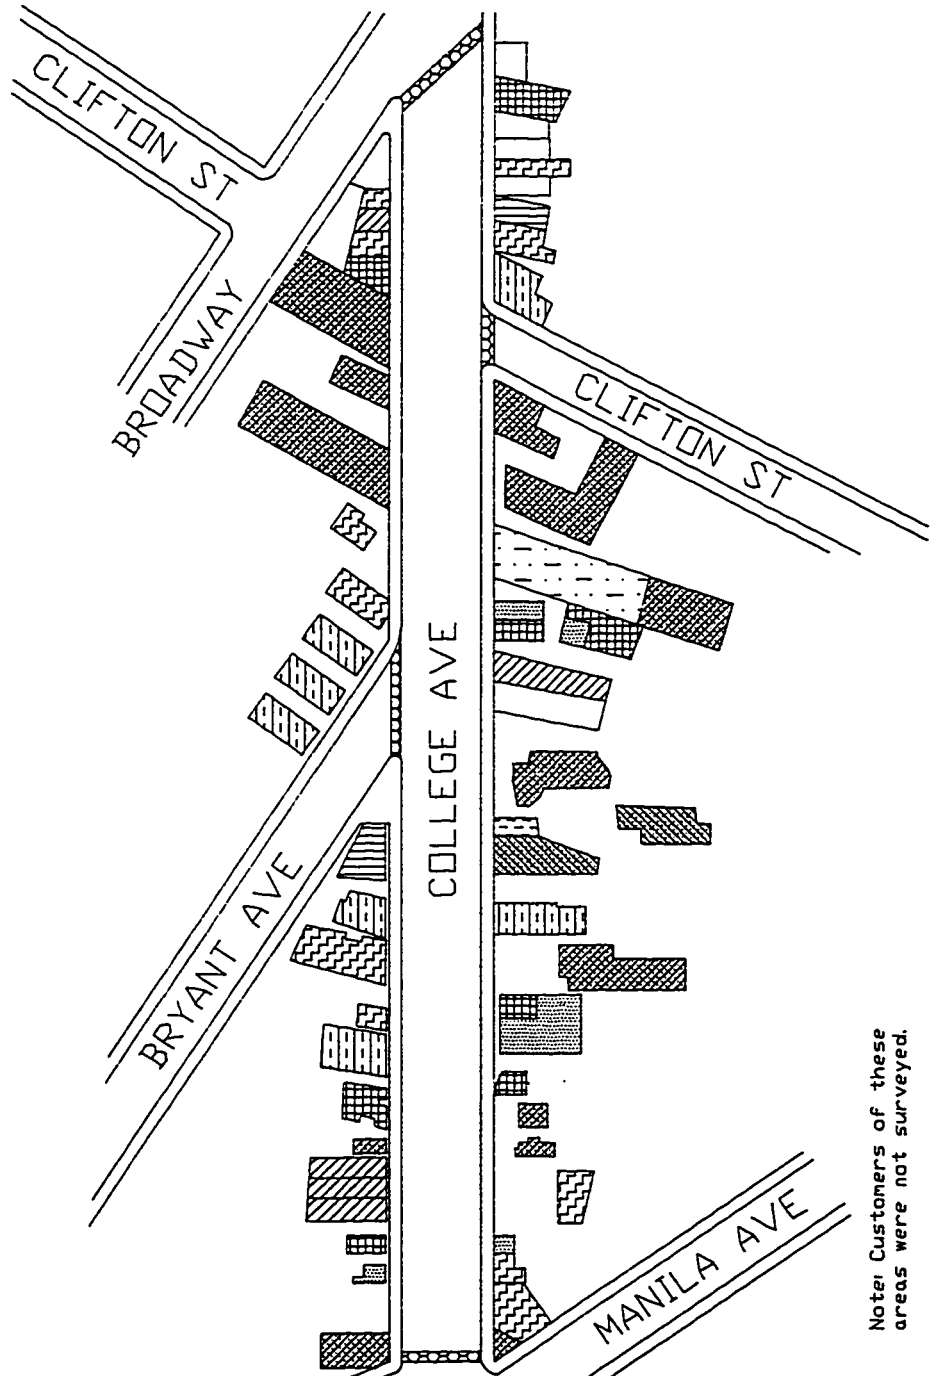 CLIFTON ST
BROADWAY
CLIFTON ST
COLLEGE AVE
BRYANT AVE
MANILA AVE
Note: Customers of these
areas were not surveyed.